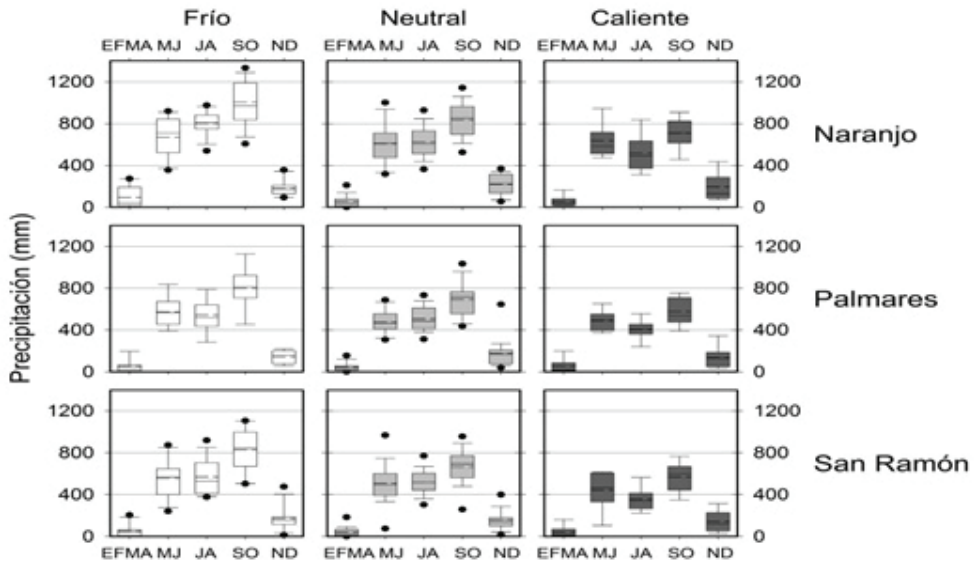 Frío Neutral Caliente
EFMA MJ JA SO ND EFMA MJ JA SO ND EFMA MJ JA SO ND
1200 1200
800 800 Naranjo
400 400
0 0
1200 1200
800 800 Palmares
400 400
0 0
1200 1200
800 800 San Ramón
400 400
0 0
EFMA MJ JA SO ND EFMA MJ JA SO ND EFMA MJ JA SO ND
Precipitación (mm)